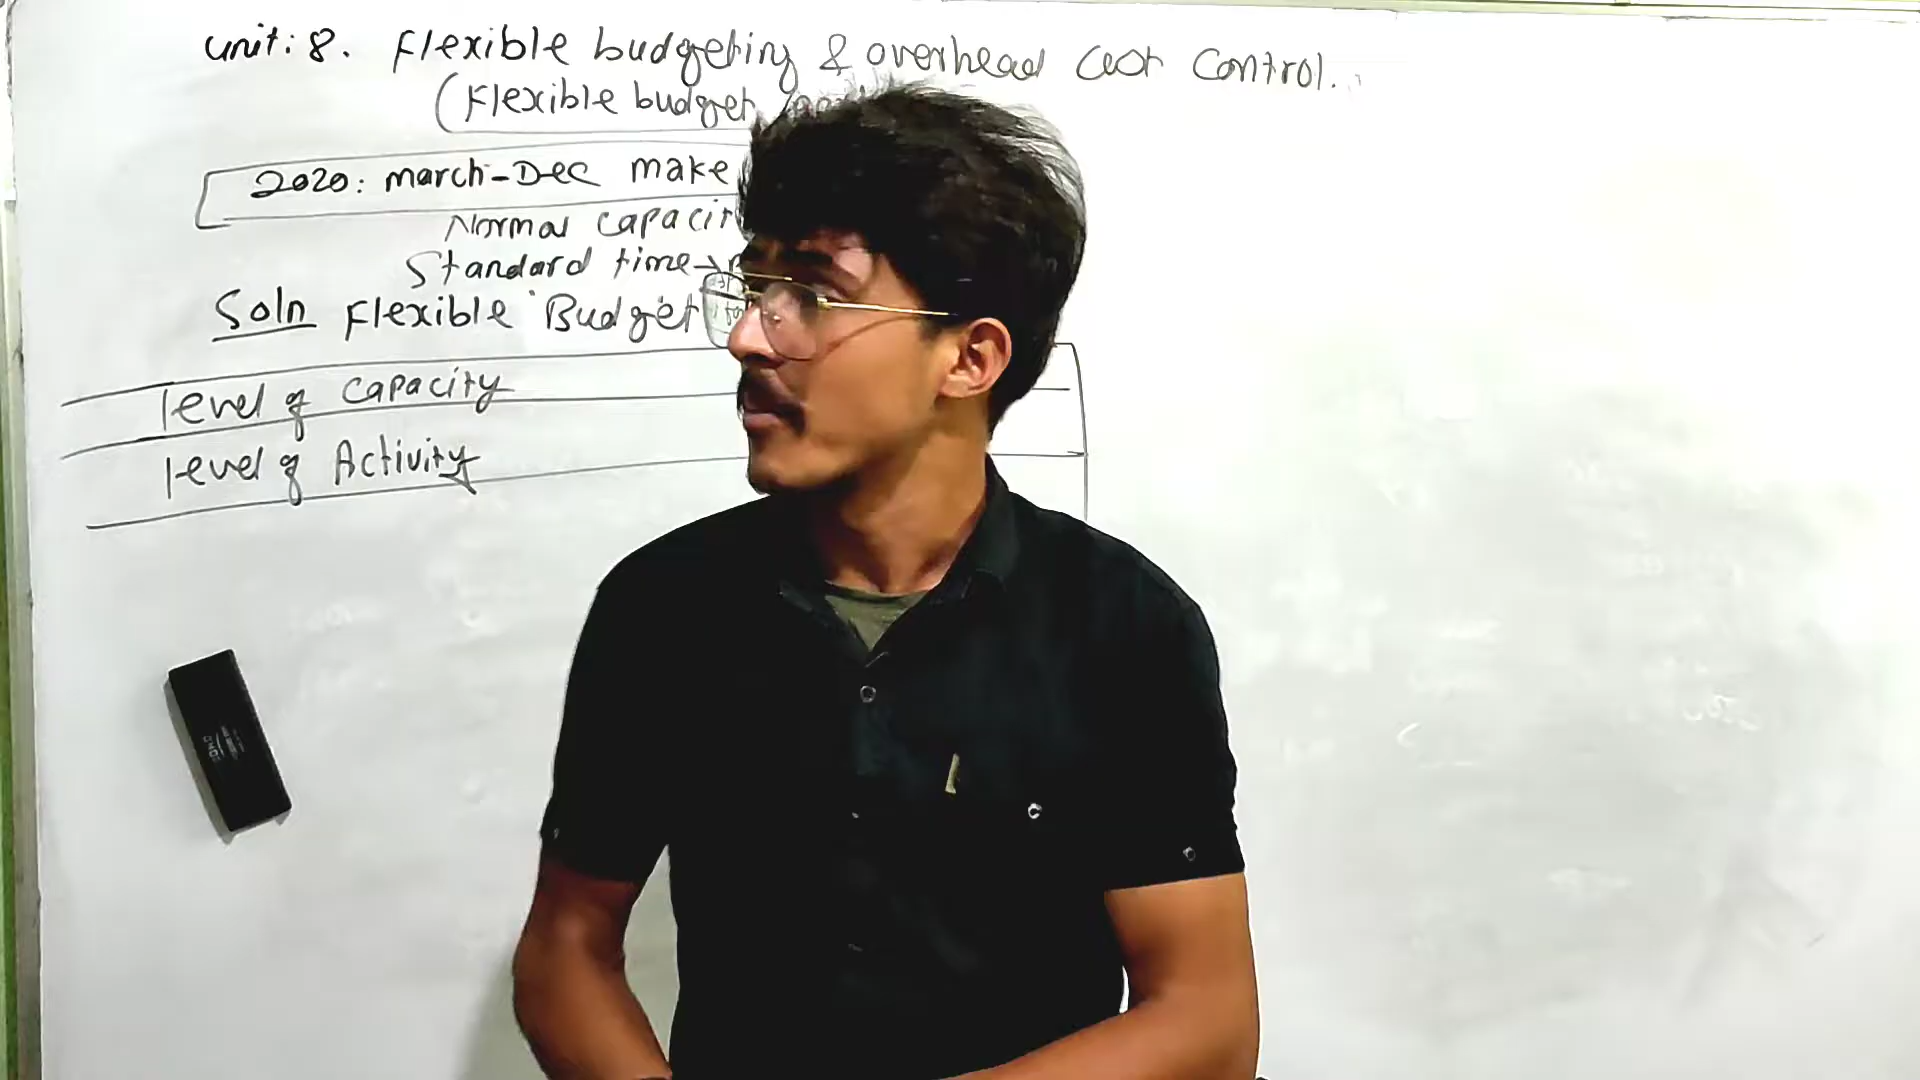 unit: 8. Flexible budgeting & overhead cost control.
(Flexible budget
2020: march-Dec make
Normal capacit
Standard time→
Soln Flexible Budget
level of capacity
level of Activity